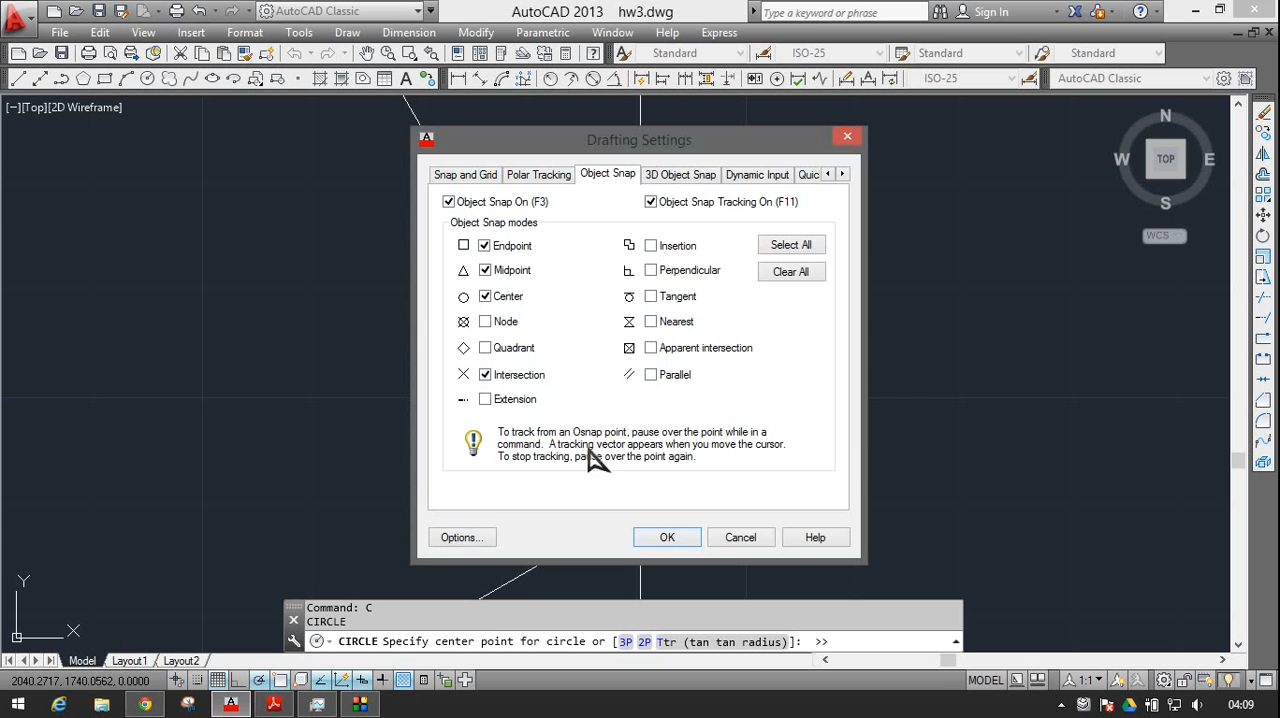 AutoCAD Classic
AutoCAD 2013 hw3.dwg
Type a keyword or phrase
Sign In
File Edit View Insert Format Tools Draw Dimension Modify Parametric Window Help Express
Standard ISO-25 Standard Standard
A ISO-25 AutoCAD Classic
[−][Top][2D Wireframe]
N
W TOP E
S
WCS
Drafting Settings
Snap and Grid Polar Tracking Object Snap 3D Object Snap Dynamic Input Quic
Object Snap On (F3) Object Snap Tracking On (F11)
Object Snap modes
Endpoint Insertion Select All
Midpoint Perpendicular Clear All
Center Tangent
Node Nearest
Quadrant Apparent intersection
Intersection Parallel
Extension
To track from an Osnap point, pause over the point while in a
command. A tracking vector appears when you move the cursor.
To stop tracking, pause over the point again.
Options... OK Cancel Help
Y
X
Command: C
CIRCLE
CIRCLE Specify center point for circle or [3P 2P Ttr (tan tan radius)]: >>
Model Layout1 Layout2
2040.2717, 1740.0562, 0.0000
MODEL 1:1
04:09